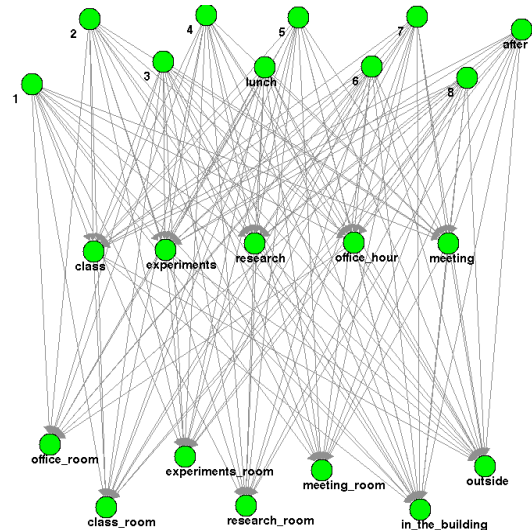 4
5
7
2
after
3
lunch
6
8
1
class
experiments
research
office_hour
meeting
office_room
experiments_room
meeting_room
outside
class_room
research_room
in_the_building